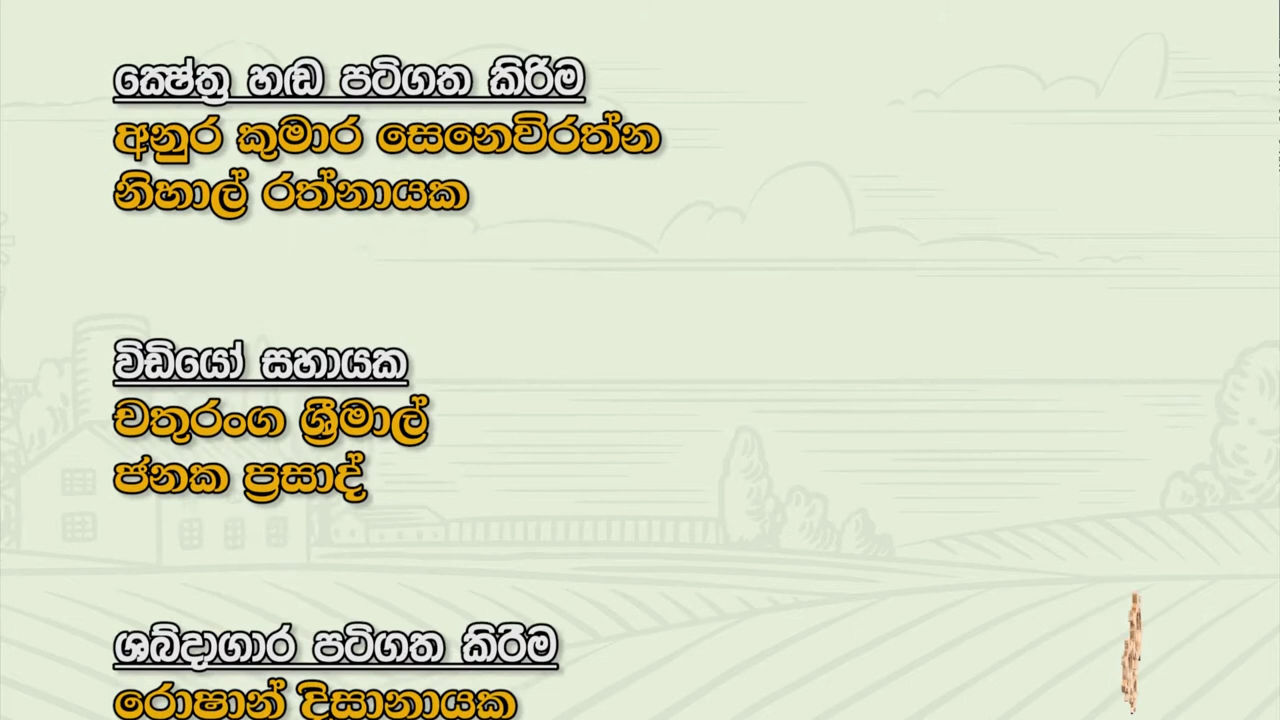 ක්‍ෂේත්‍ර හඬ පටිගත කිරිම
අනුර කුමාර සෙනෙවිරත්න
නිහාල් රත්නායක
විඩියෝ සහායක
චතුරංග ශ්‍රීමාල්
ජනක ප්‍රසාද්
ශබ්දාගාර පටිගත කිරිම
රොෂාන් දිසානායක